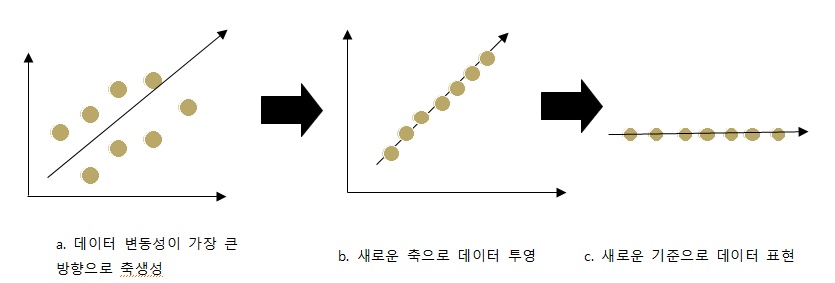 a. 데이터 변동성이 가장 큰
방향으로 축생성
b. 새로운 축으로 데이터 투영
c. 새로운 기준으로 데이터 표현